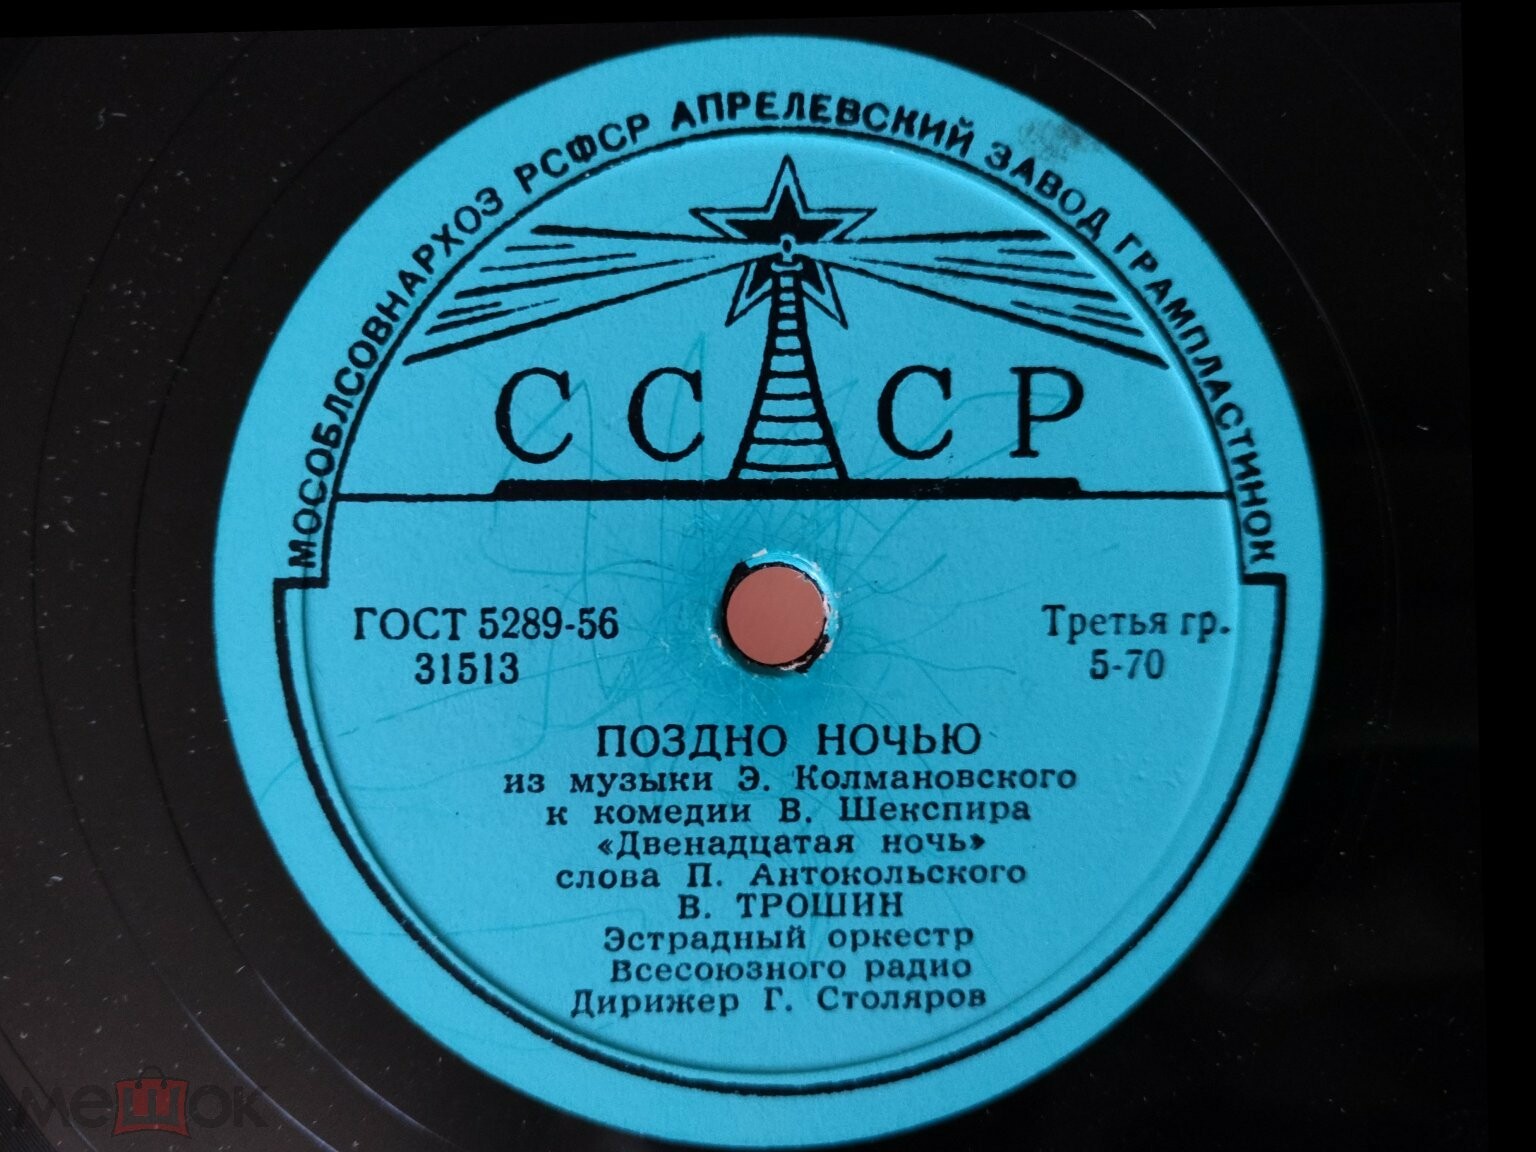 МОСОБЛСОВНАРХОЗ РСФСР АПРЕЛЕВСКИЙ ЗАВОД ГРАМПЛАСТИНОК
СССР
ГОСТ 5289-56
31513
Третья гр.
5-70
ПОЗДНО НОЧЬЮ
из музыки Э. Колмановского
к комедии В. Шекспира
«Двенадцатая ночь»
слова П. Антокольского
В. ТРОШИН
Эстрадный оркестр
Всесоюзного радио
Дирижер Г. Столяров
мешок